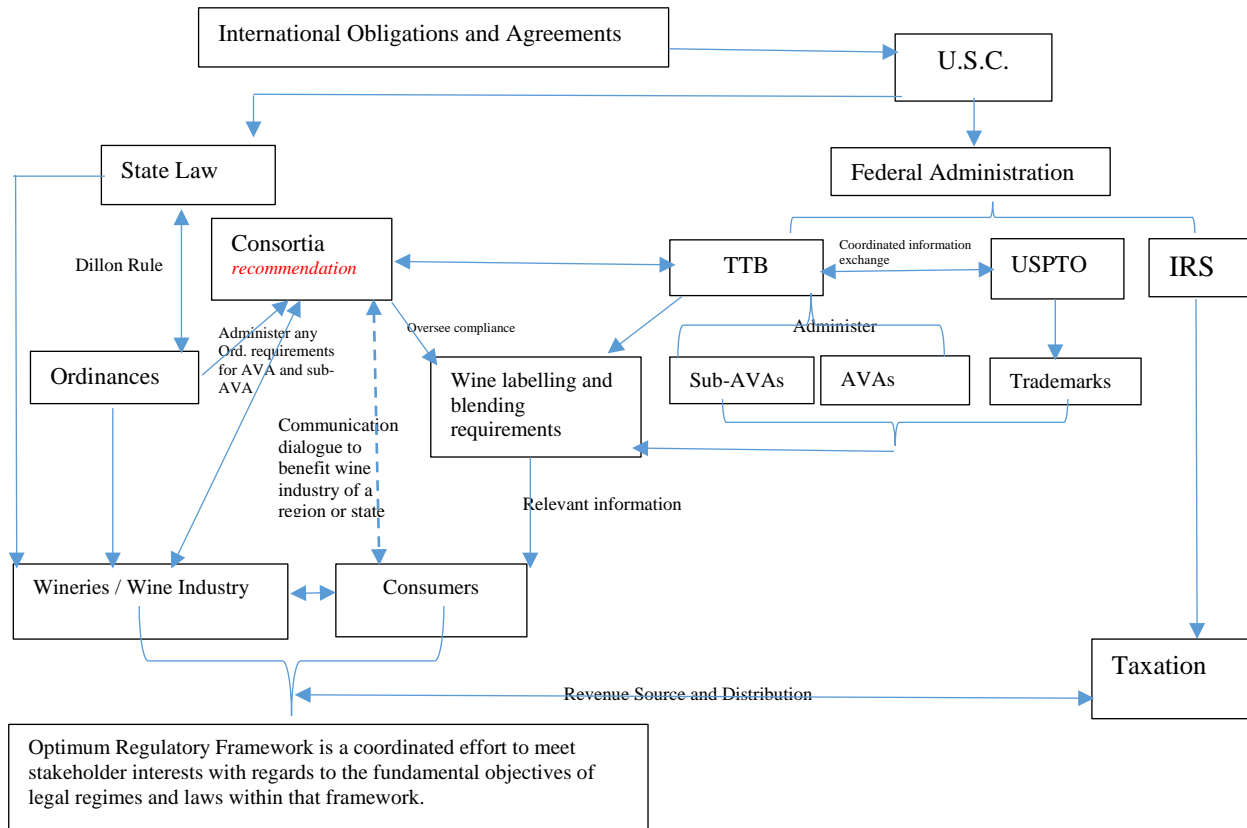 International Obligations and Agreements
U.S.C.
State Law
Federal Administration
Consortia
recommendation
Dillon Rule
TTB
Coordinated information
exchange
USPTO
IRS
Administer any
Ord. requirements
for AVA and sub-
AVA
Oversee compliance
Administer
Ordinances
Wine labelling and
blending
requirements
Sub-AVAs
AVAs
Trademarks
Communication
dialogue to
benefit wine
industry of a
region or state
Relevant information
Wineries / Wine Industry
Consumers
Taxation
Revenue Source and Distribution
Optimum Regulatory Framework is a coordinated effort to meet
stakeholder interests with regards to the fundamental objectives of
legal regimes and laws within that framework.